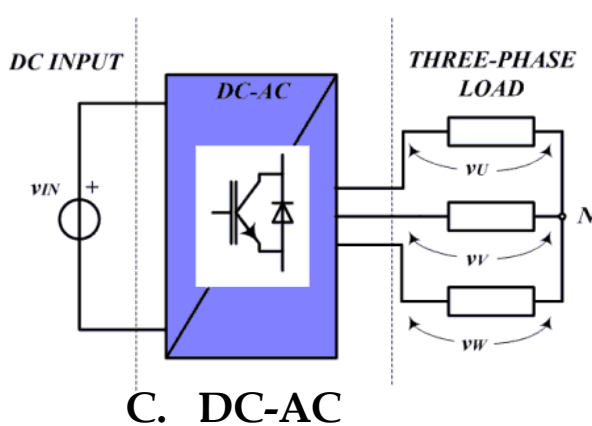 DC INPUT
THREE-PHASE
LOAD
DC-AC
vIN
+
vU
vV
N
vW
C. DC-AC